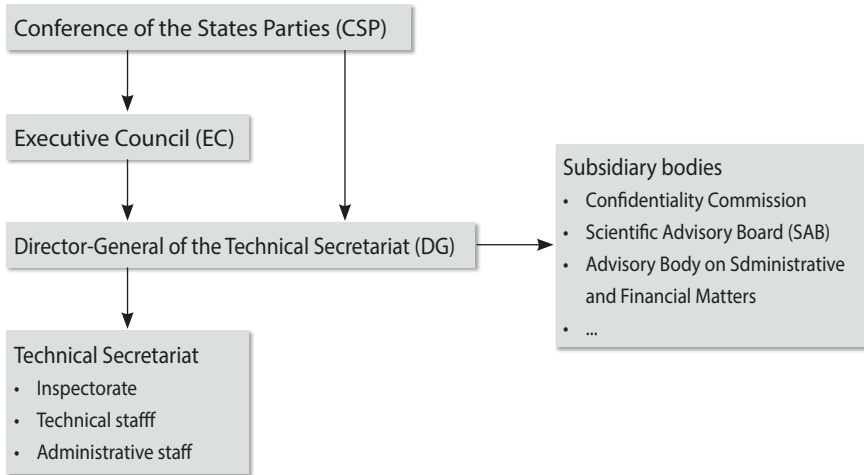 Conference of the States Parties (CSP)
Executive Council (EC)
Director-General of the Technical Secretariat (DG)
Subsidiary bodies
• Confidentiality Commission
• Scientific Advisory Board (SAB)
• Advisory Body on Sdministrative
and Financial Matters
• ...
Technical Secretariat
• Inspectorate
• Technical stafff
• Administrative staff